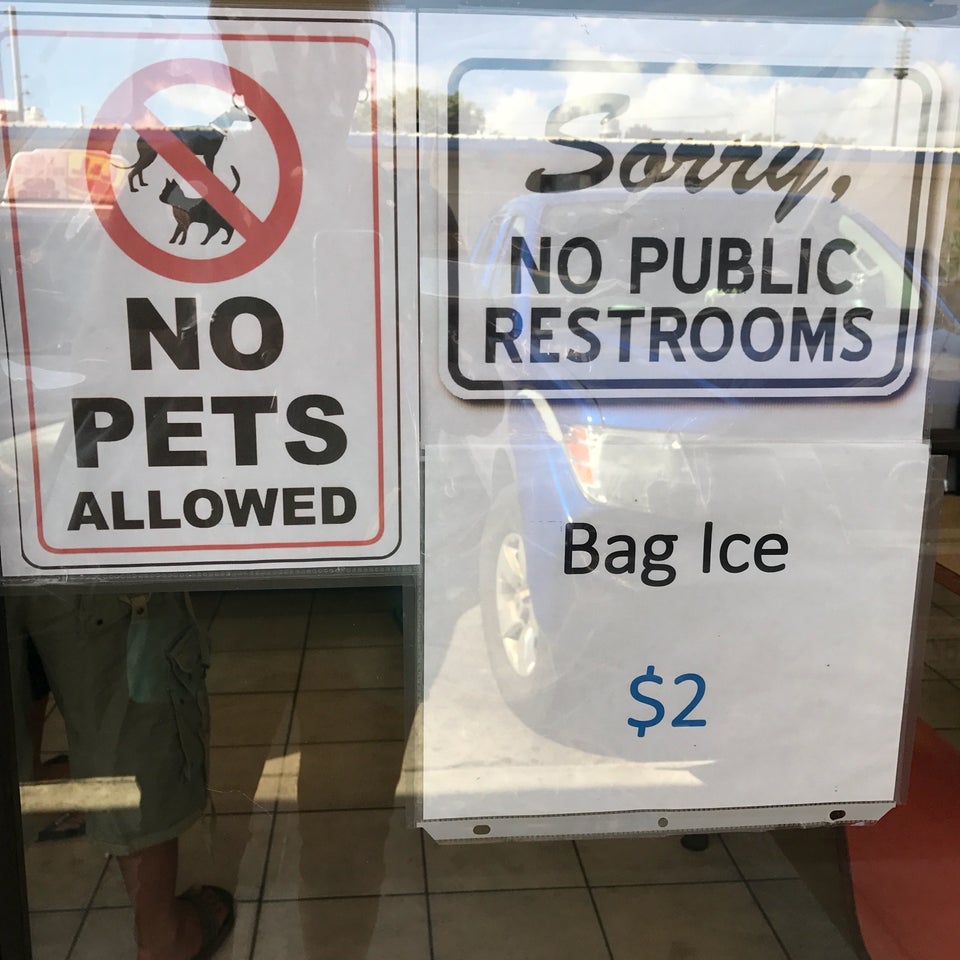 NO
PETS
ALLOWED
Sorry,
NO PUBLIC
RESTROOMS
Bag Ice
$2